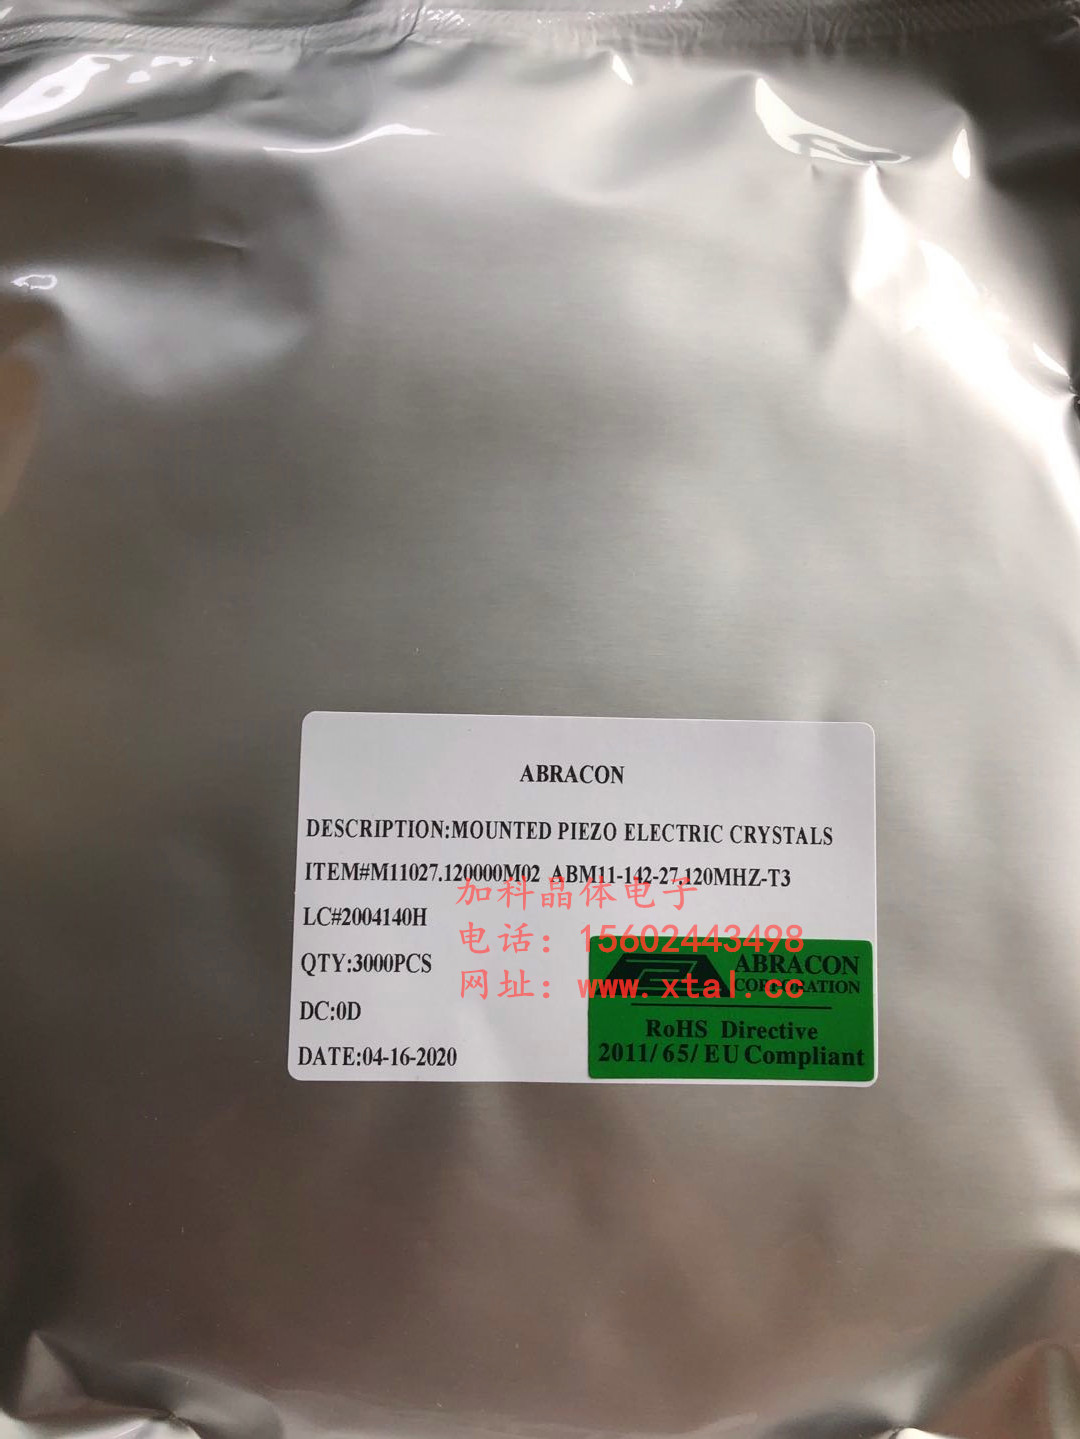 ABRACON
DESCRIPTION:MOUNTED PIEZO ELECTRIC CRYSTALS
ITEM#M11027.120000M02 ABM11-142-27.120MHZ-T3
加科晶体电子
LC#2004140H
电话：15602443498
QTY:3000PCS
网址：www.xtal.cc
ABRACON
CORPORATION
DC:0D
RoHS Directive
2011/65/EU Compliant
DATE:04-16-2020